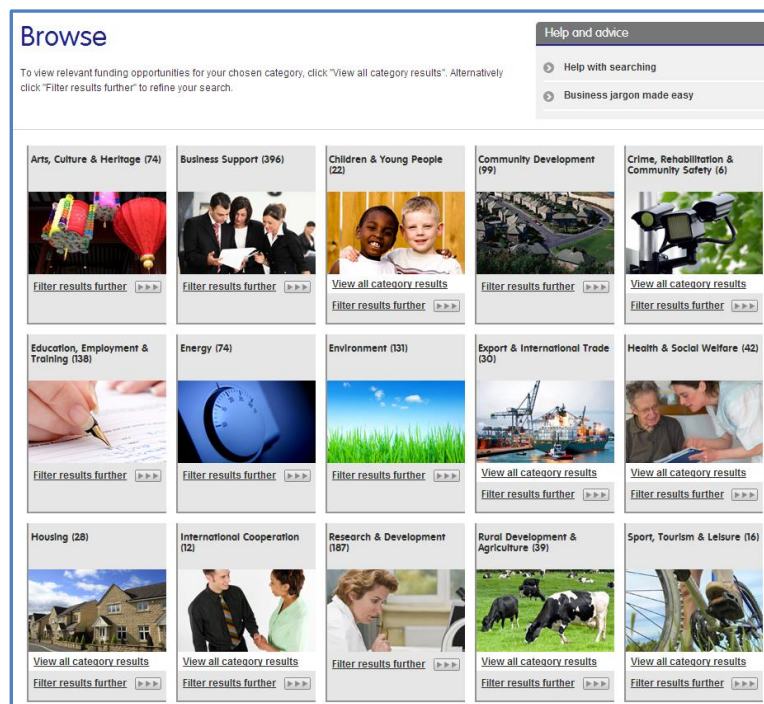 Browse
Help and advice
To view relevant funding opportunities for your chosen category, click "View all category results". Alternatively
click "Filter results further" to refine your search.
Help with searching
Business jargon made easy
Arts, Culture & Heritage (74)
Filter results further
Business Support (396)
Filter results further
Children & Young People
(22)
View all category results
Filter results further
Community Development
(99)
Filter results further
Crime, Rehabilitation &
Community Safety (6)
View all category results
Filter results further
Education, Employment &
Training (138)
Filter results further
Energy (74)
Filter results further
Environment (131)
Filter results further
Export & International Trade
(30)
View all category results
Filter results further
Health & Social Welfare (42)
View all category results
Filter results further
Housing (28)
View all category results
Filter results further
International Cooperation
(12)
View all category results
Filter results further
Research & Development
(187)
Filter results further
Rural Development &
Agriculture (39)
View all category results
Filter results further
Sport, Tourism & Leisure (16)
View all category results
Filter results further